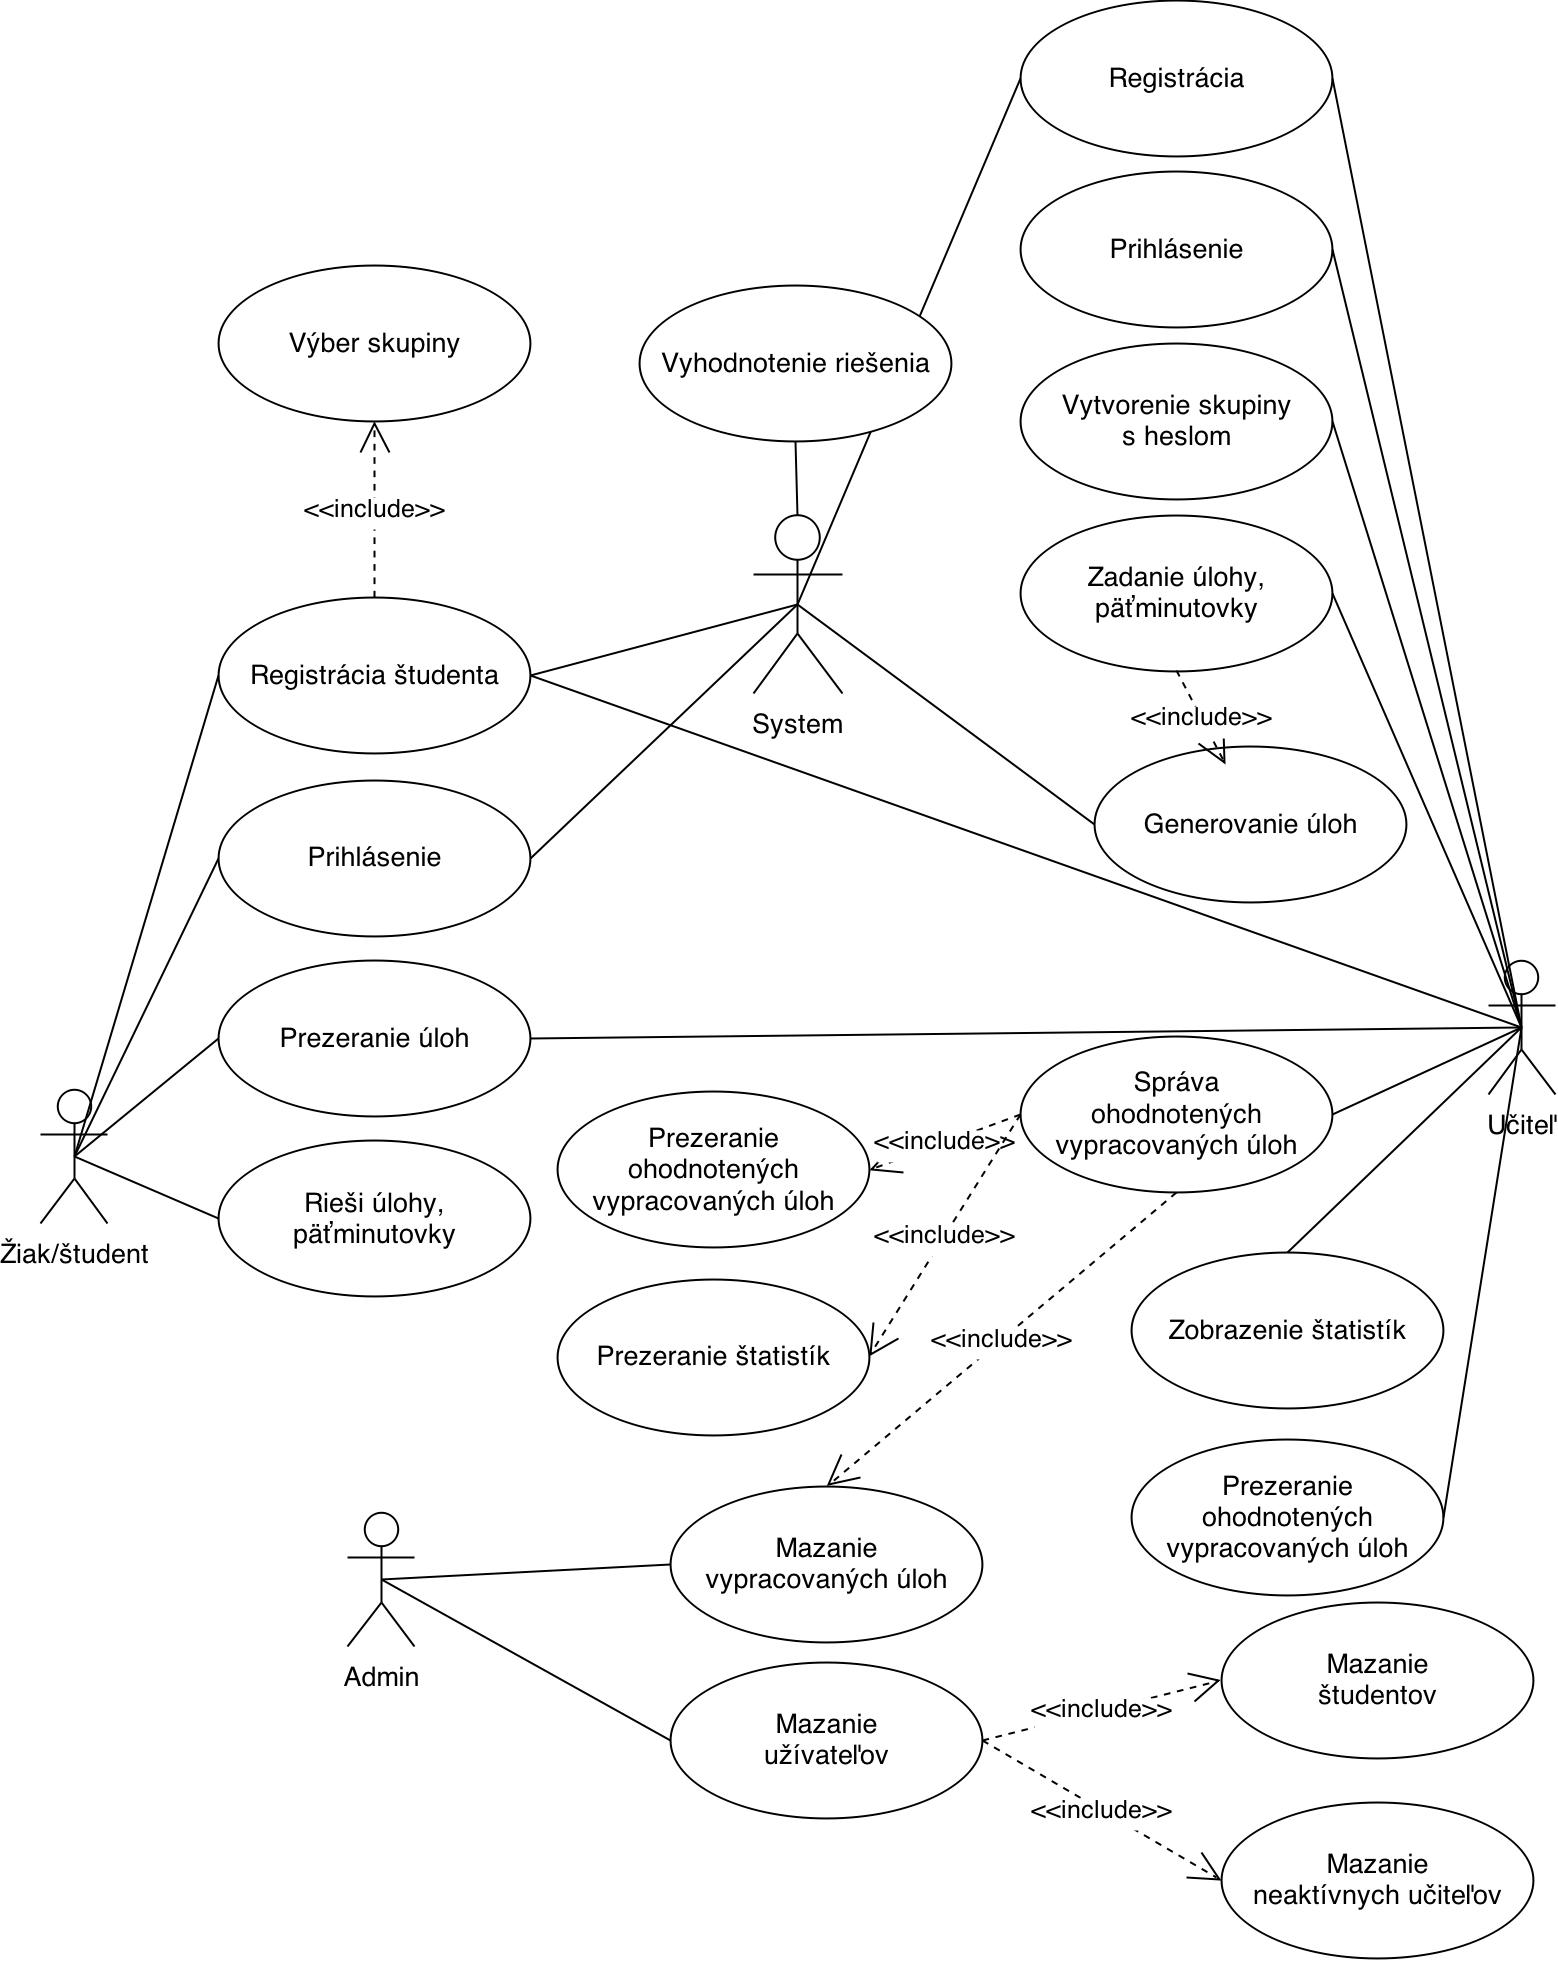 Registrácia
Prihlásenie
Výber skupiny
Vyhodnotenie riešenia
Vytvorenie skupiny
s heslom
<<include>>
Zadanie úlohy,
päťminutovky
Registrácia študenta
System
<<include>>
Generovanie úloh
Prihlásenie
Prezeranie úloh
Správa
ohodnotených
vypracovaných úloh
Učiteľ
Prezeranie
ohodnotených
vypracovaných úloh
<<include>>
Rieši úlohy,
päťminutovky
Žiak/študent
<<include>>
Prezeranie štatistík
<<include>>
Zobrazenie štatistík
Prezeranie
ohodnotených
vypracovaných úloh
Mazanie
vypracovaných úloh
Admin
Mazanie
študentov
<<include>>
Mazanie
užívateľov
<<include>>
Mazanie
neaktívnych učiteľov